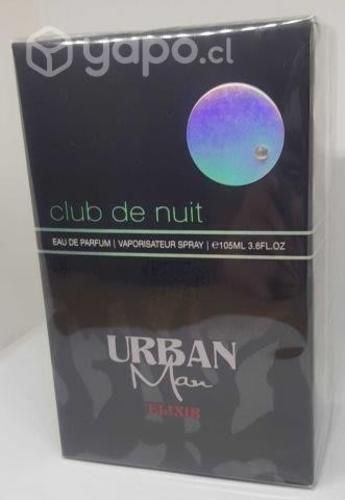 yapo.cl
club de nuit
EAU DE PARFUM | VAPORISATEUR SPRAY | ℮105ML 3.6FL.OZ
URBAN
Man
ELIXIR